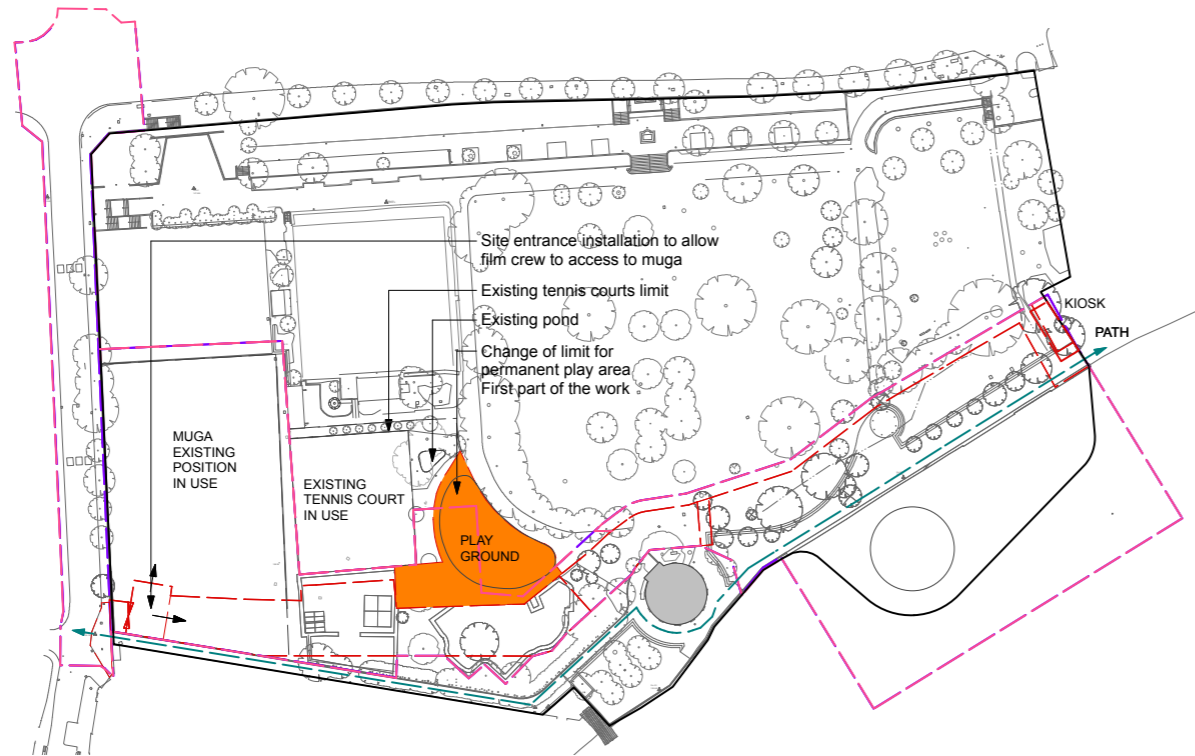 Site entrance installation to allow
film crew to access to muga
Existing tennis courts limit
Existing pond
Change of limit for
permanent play area
First part of the work
KIOSK
PATH
MUGA
EXISTING
POSITION
IN USE
EXISTING
TENNIS COURT
IN USE
PLAY
GROUND